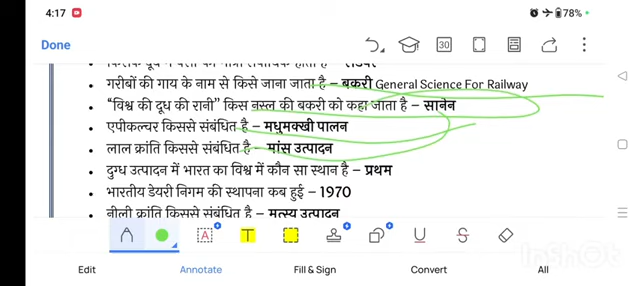 4:17
78%
Done
30
गरीबों की गाय के नाम से किसे जाना जाता है – बकरी General Science For Railway
"विश्व की दूध की रानी" किस नस्ल की बकरी को कहा जाता है – सानेन
एपीकल्चर किससे संबंधित है – मधुमक्खी पालन
लाल क्रांति किससे संबंधित है – मांस उत्पादन
दुग्ध उत्पादन में भारत का विश्व में कौन सा स्थान है – प्रथम
भारतीय डेयरी निगम की स्थापना कब हुई – 1970
नीली क्रांति किससे संबंधित है – मत्स्य उत्पादन
A T T U S
InShOt
Edit Annotate Fill & Sign Convert All